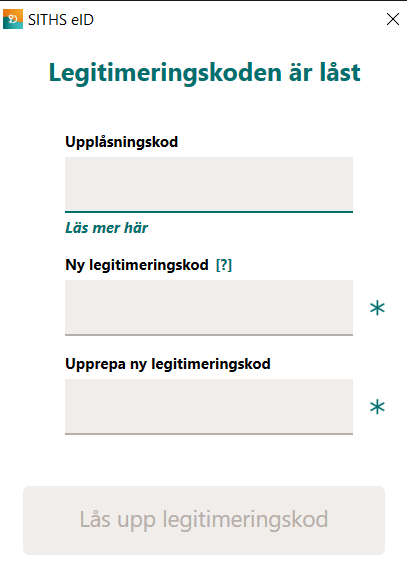 SITHS eID
Legitimeringskoden är låst
Upplåsningskod
Läs mer här
Ny legitimeringskod [?]
Upprepa ny legitimeringskod
Lås upp legitimeringskod